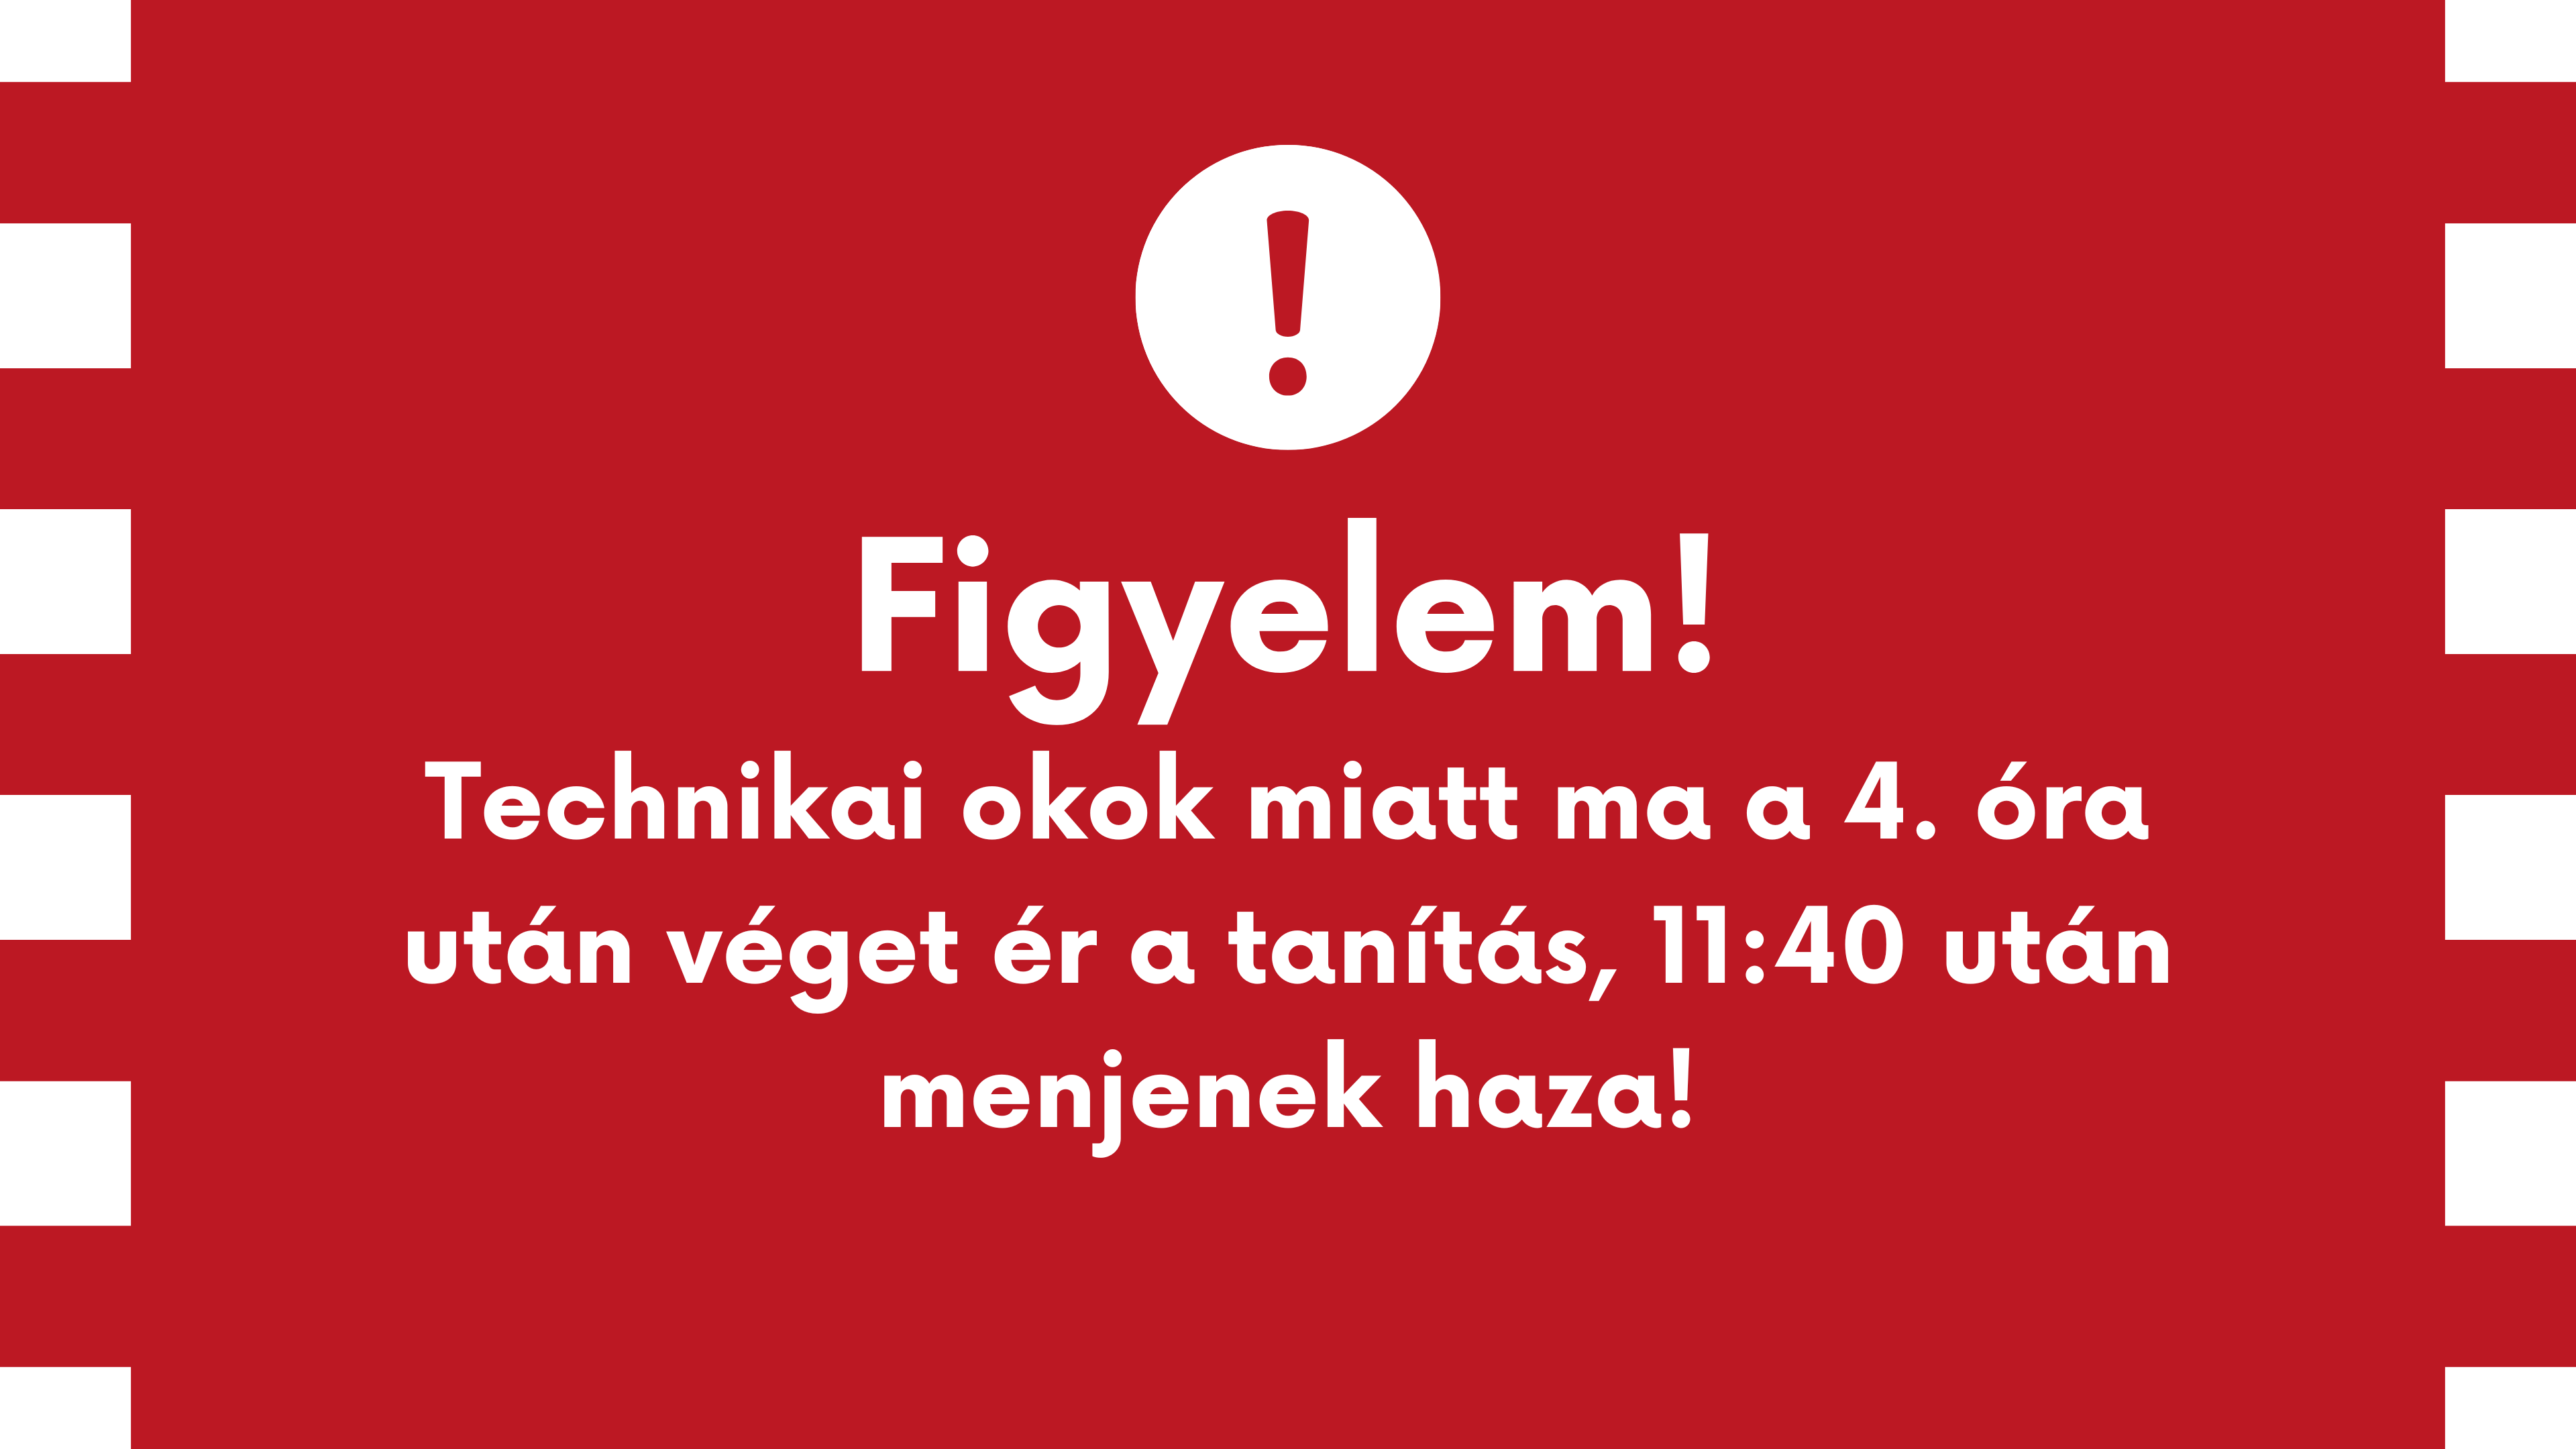 !
Figyelem!
Technikai okok miatt ma a 4. óra
után véget ér a tanítás, 11:40 után
menjenek haza!